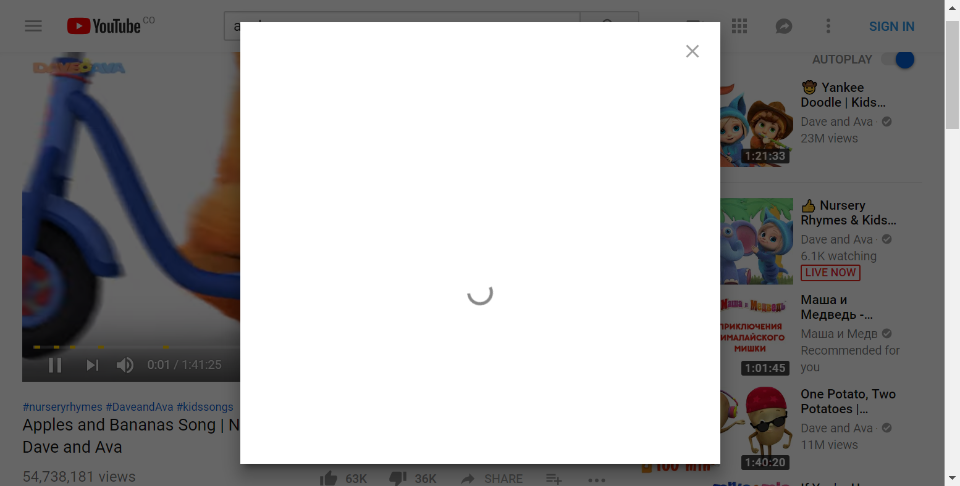 YouTube CO
SIGN IN
AUTOPLAY
DAVE AVA
Yankee
Doodle | Kids...
Dave and Ava
23M views
1:21:33
Nursery
Rhymes & Kids...
Dave and Ava
6.1K watching
LIVE NOW
Маша и
Медведь -...
Маша и Медв
Recommended for
you
1:01:45
One Potato, Two
Potatoes |...
Dave and Ava
11M views
1:40:20
0:01 / 1:41:25
#nurseryrhymes #DaveandAva #kidssongs
Apples and Bananas Song | N
Dave and Ava
54,738,181 views
63K
36K
SHARE